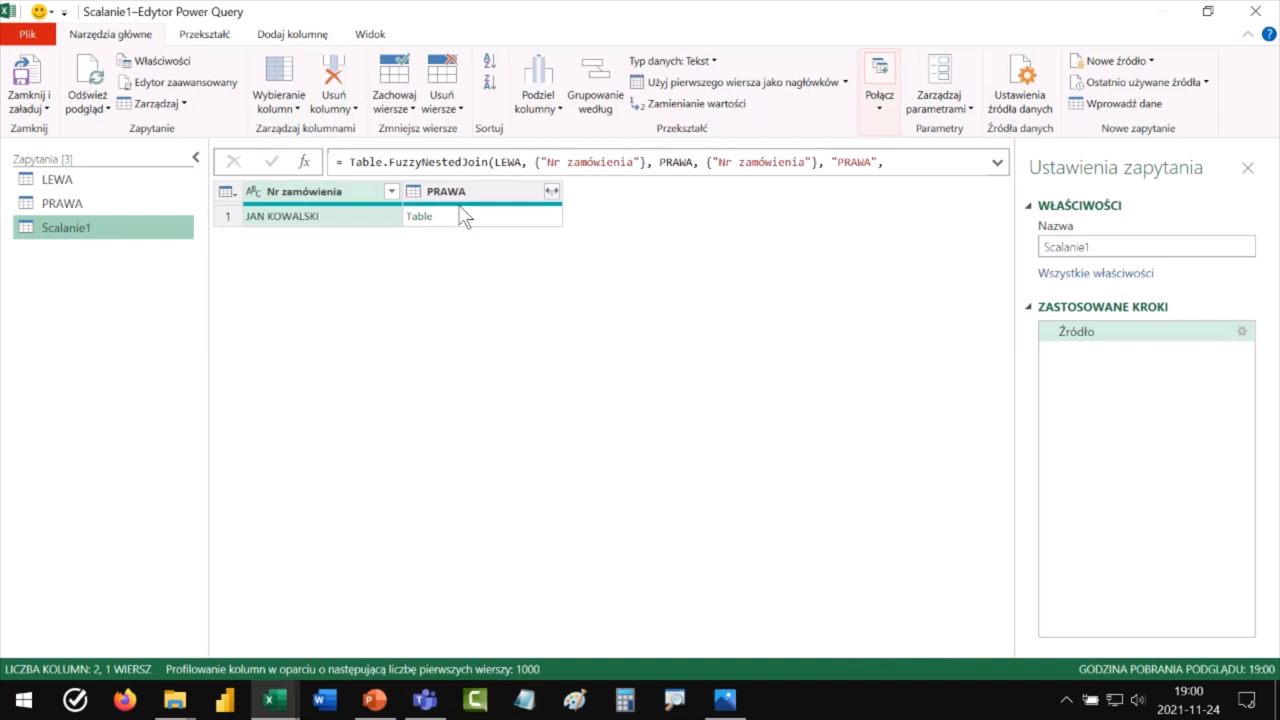 Scalanie1–Edytor Power Query
Plik
Narzędzia główne
Przekształć
Dodaj kolumnę
Widok
?
Zamknij i załaduj
Zamknij
Odśwież podgląd
Właściwości
Edytor zaawansowany
Zarządzaj
Zapytanie
Wybieranie kolumn
Usuń kolumny
Zarządzaj kolumnami
Zachowaj wiersze
Usuń wiersze
Zmniejsz wiersze
Sortuj
Podziel kolumny
Grupowanie według
Typ danych: Tekst
Użyj pierwszego wiersza jako nagłówków
Zamienianie wartości
Przekształć
Połącz
Zarządzaj parametrami
Parametry
Ustawienia źródła danych
Źródła danych
Nowe źródło
Ostatnio używane źródła
Wprowadź dane
Nowe zapytanie
Zapytania [3]
LEWA
PRAWA
Scalanie1
fx
= Table.FuzzyNestedJoin(LEWA, {"Nr zamówienia"}, PRAWA, {"Nr zamówienia"}, "PRAWA",
ABC Nr zamówienia
PRAWA
1 JAN KOWALSKI Table
Ustawienia zapytania
WŁAŚCIWOŚCI
Nazwa
Scalanie1
Wszystkie właściwości
ZASTOSOWANE KROKI
Źródło
LICZBA KOLUMN: 2, 1 WIERSZ Profilowanie kolumn w oparciu o następującą liczbę pierwszych wierszy: 1000
GODZINA POBRANIA PODGLĄDU: 19:00
19:00
2021-11-24